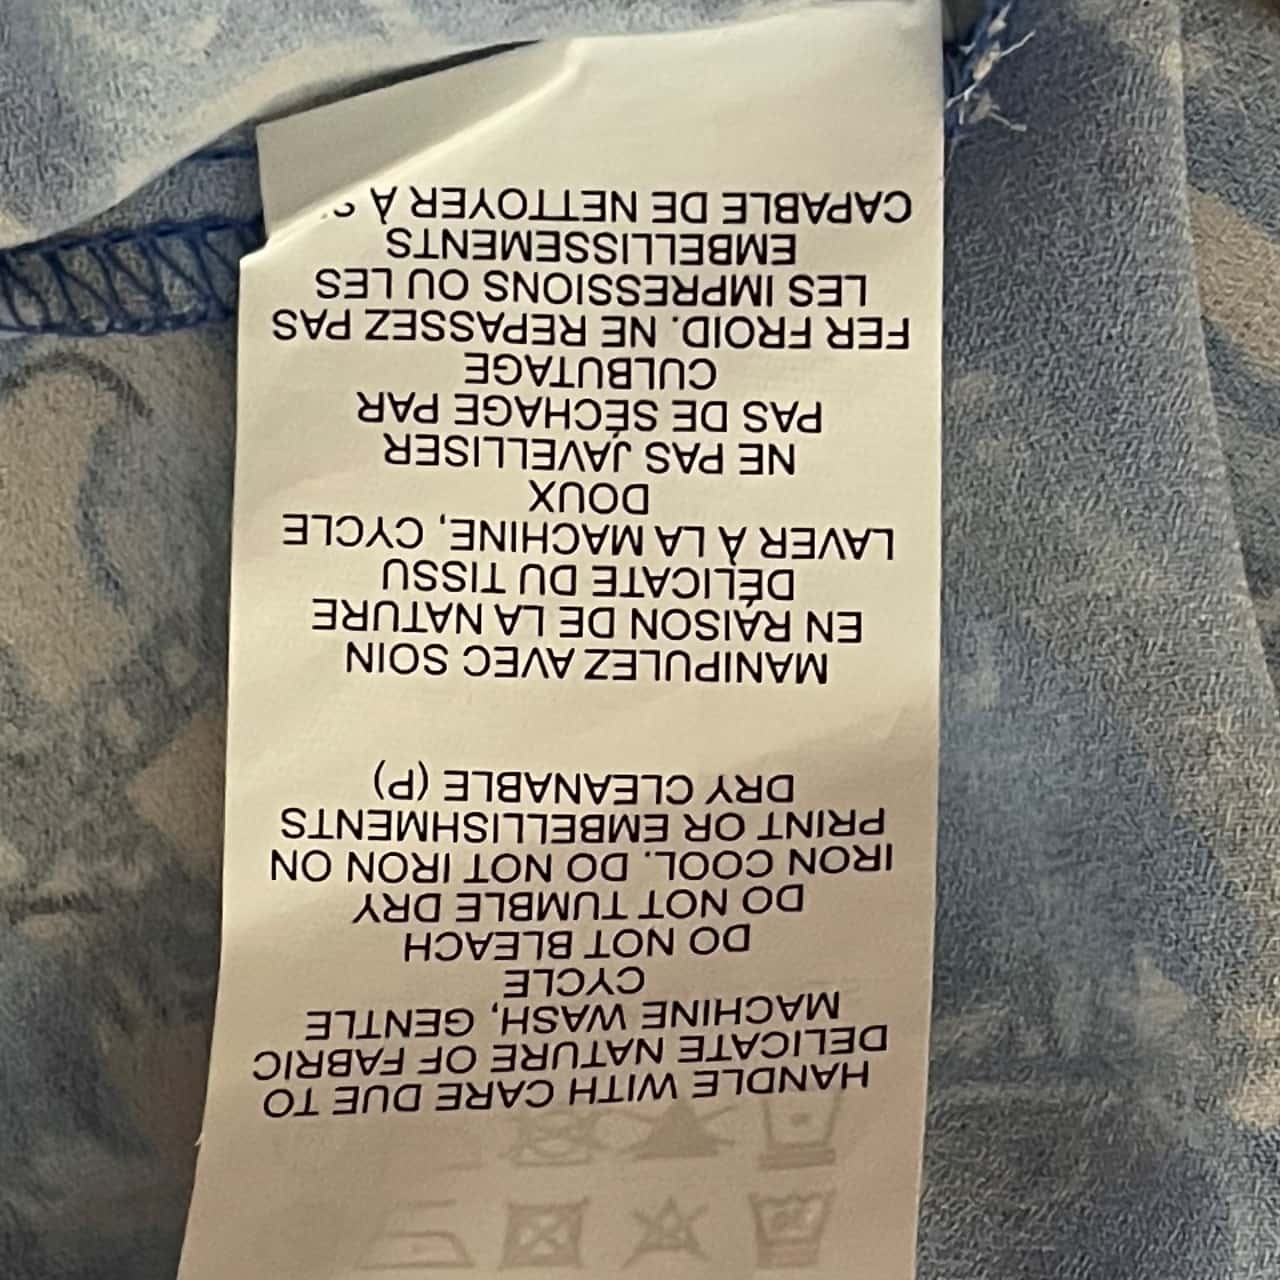 HANDLE WITH CARE DUE TO
DELICATE NATURE OF FABRIC
MACHINE WASH, GENTLE
CYCLE
DO NOT BLEACH
DO NOT TUMBLE DRY
IRON COOL. DO NOT IRON ON
PRINT OR EMBELLISHMENTS
DRY CLEANABLE (P)
MANIPULEZ AVEC SOIN
EN RAISON DE LA NATURE
DÉLICATE DU TISSU
LAVER À LA MACHINE, CYCLE
DOUX
NE PAS JAVELLISER
PAS DE SÉCHAGE PAR
CULBUTAGE
FER FROID. NE REPASSEZ PAS
LES IMPRESSIONS OU LES
EMBELLISSEMENTS
CAPABLE DE NETTOYER À